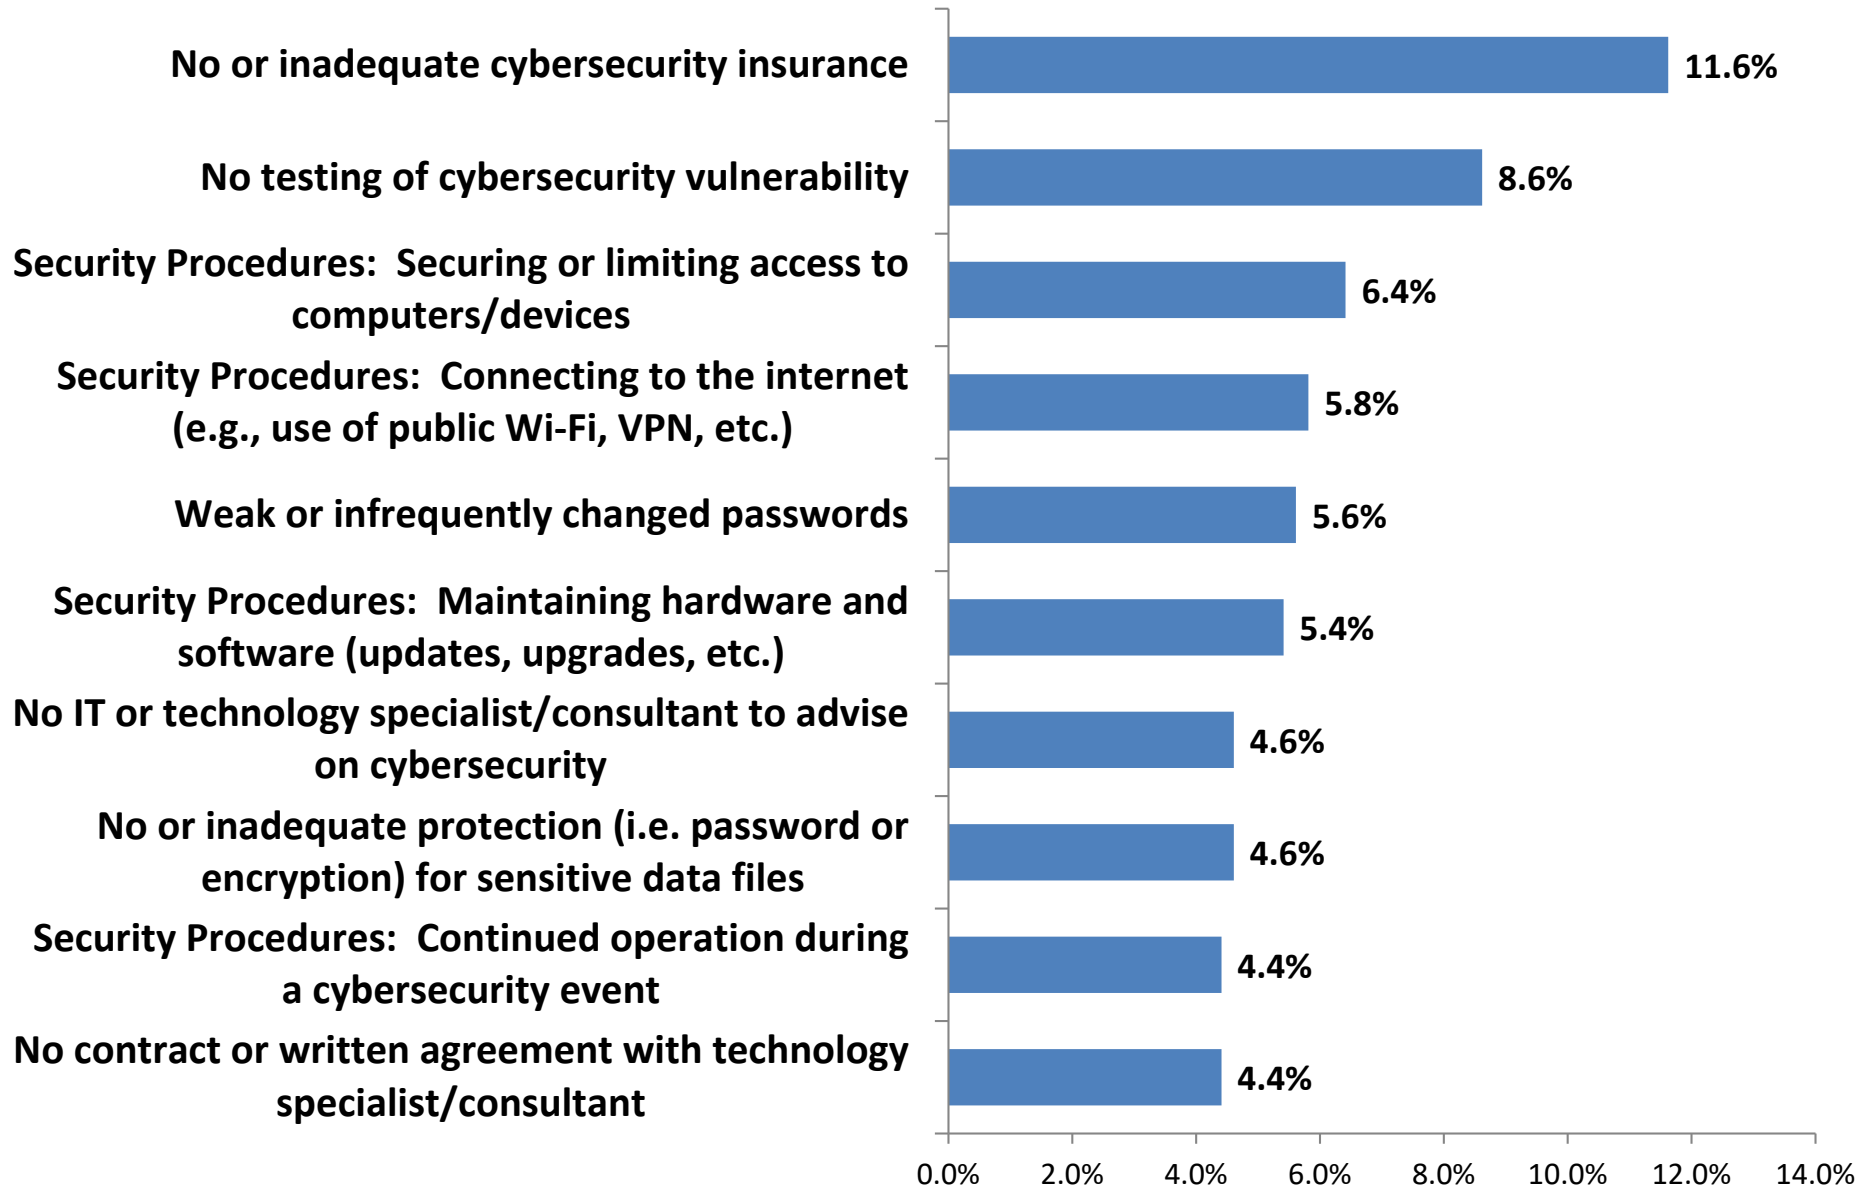 No or inadequate cybersecurity insurance
11.6%
No testing of cybersecurity vulnerability
8.6%
Security Procedures:  Securing or limiting access to
computers/devices
6.4%
Security Procedures:  Connecting to the internet
(e.g., use of public Wi-Fi, VPN, etc.)
5.8%
Weak or infrequently changed passwords
5.6%
Security Procedures:  Maintaining hardware and
software (updates, upgrades, etc.)
5.4%
No IT or technology specialist/consultant to advise
on cybersecurity
4.6%
No or inadequate protection (i.e. password or
encryption) for sensitive data files
4.6%
Security Procedures:  Continued operation during
a cybersecurity event
4.4%
No contract or written agreement with technology
specialist/consultant
4.4%
0.0% 2.0% 4.0% 6.0% 8.0% 10.0% 12.0% 14.0%